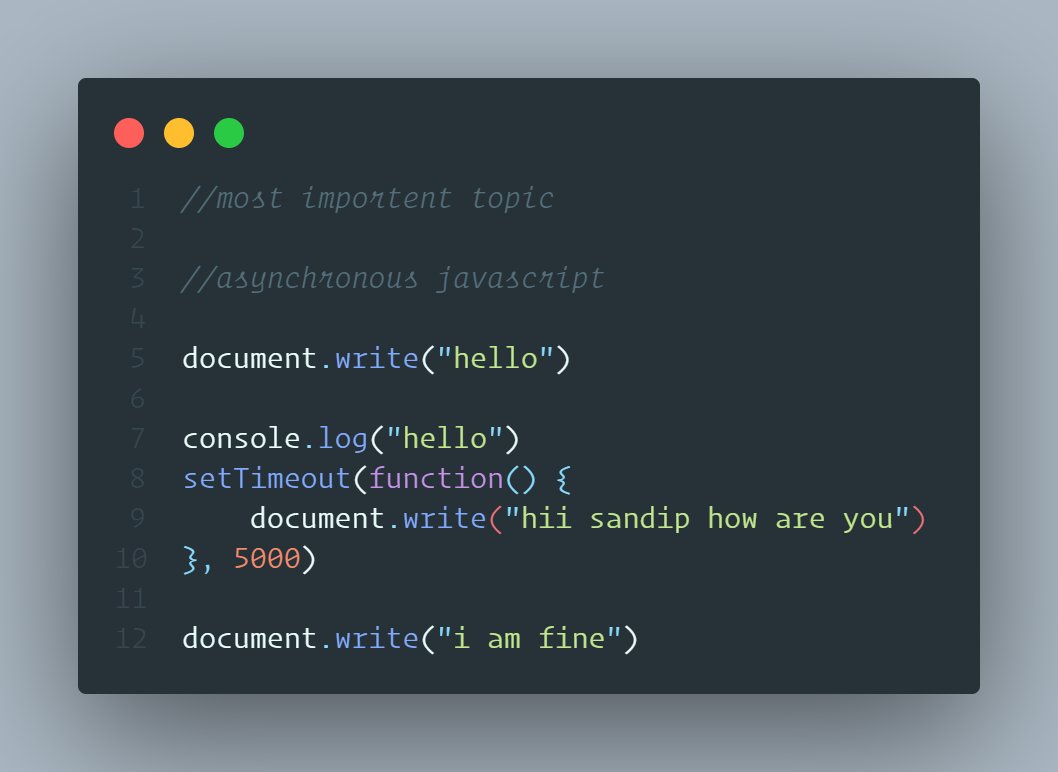 1 //most importent topic
2
3 //asynchronous javascript
4
5 document.write("hello")
6
7 console.log("hello")
8 setTimeout(function() {
9     document.write("hii sandip how are you")
10 }, 5000)
11
12 document.write("i am fine")